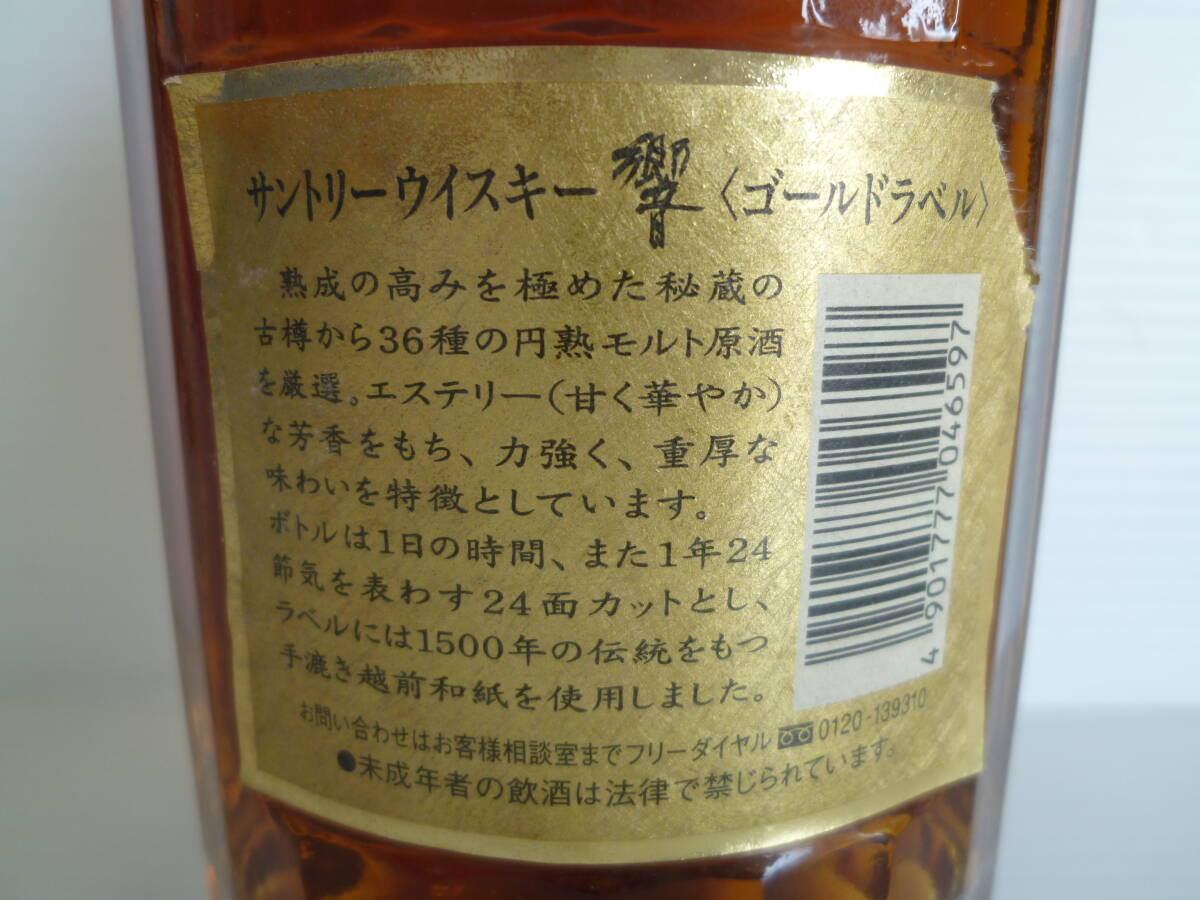 サントリーウイスキー 響 〈ゴールドラベル〉
熟成の高みを極めた秘蔵の
古樽から36種の円熟モルト原酒
を厳選。エステリー(甘く華やか)
な芳香をもち、力強く、重厚な
味わいを特徴としています。
ボトルは1日の時間、また1年24
節気を表わす24面カットとし、
ラベルには1500年の伝統をもつ
手漉き越前和紙を使用しました。
4 901777 046597
お問い合わせはお客様相談室までフリーダイヤル 0120-139310
●未成年者の飲酒は法律で禁じられています。